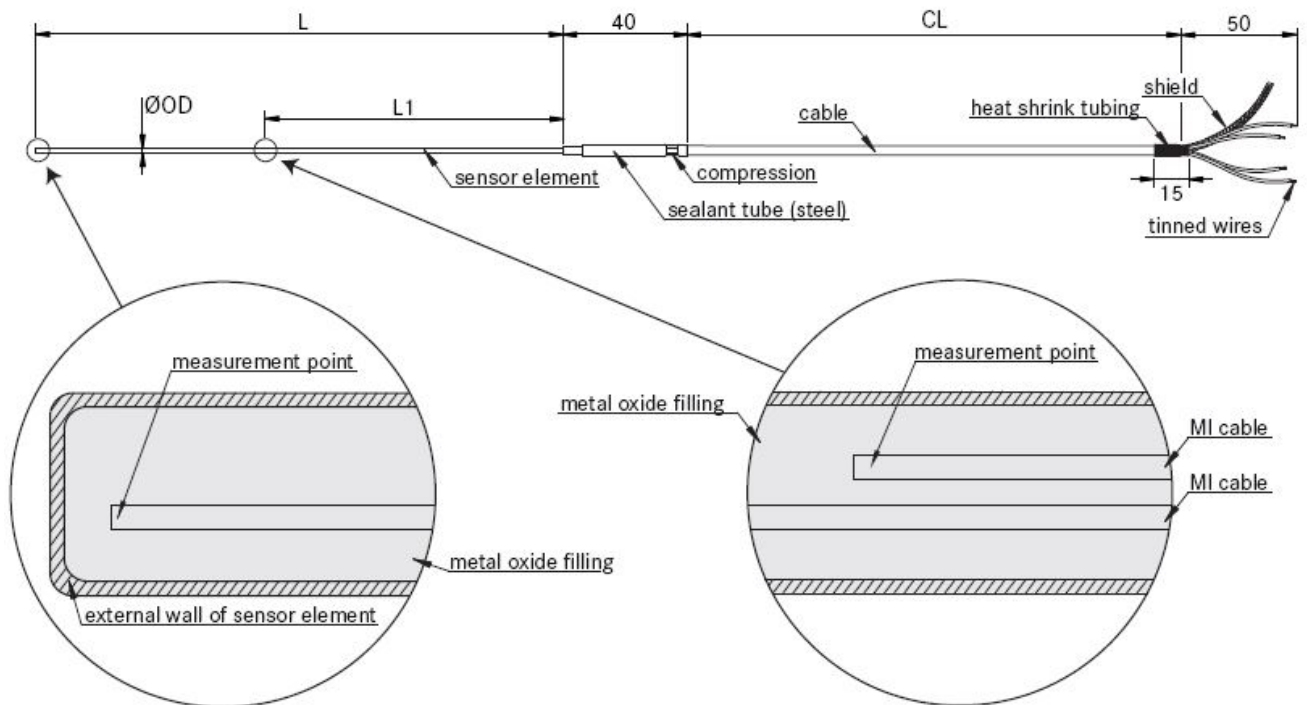 L
40
CL
50
ØOD
L1
shield
heat shrink tubing
cable
sensor element
compression
15
sealant tube (steel)
tinned wires
measurement point
measurement point
metal oxide filling
MI cable
MI cable
metal oxide filling
external wall of sensor element